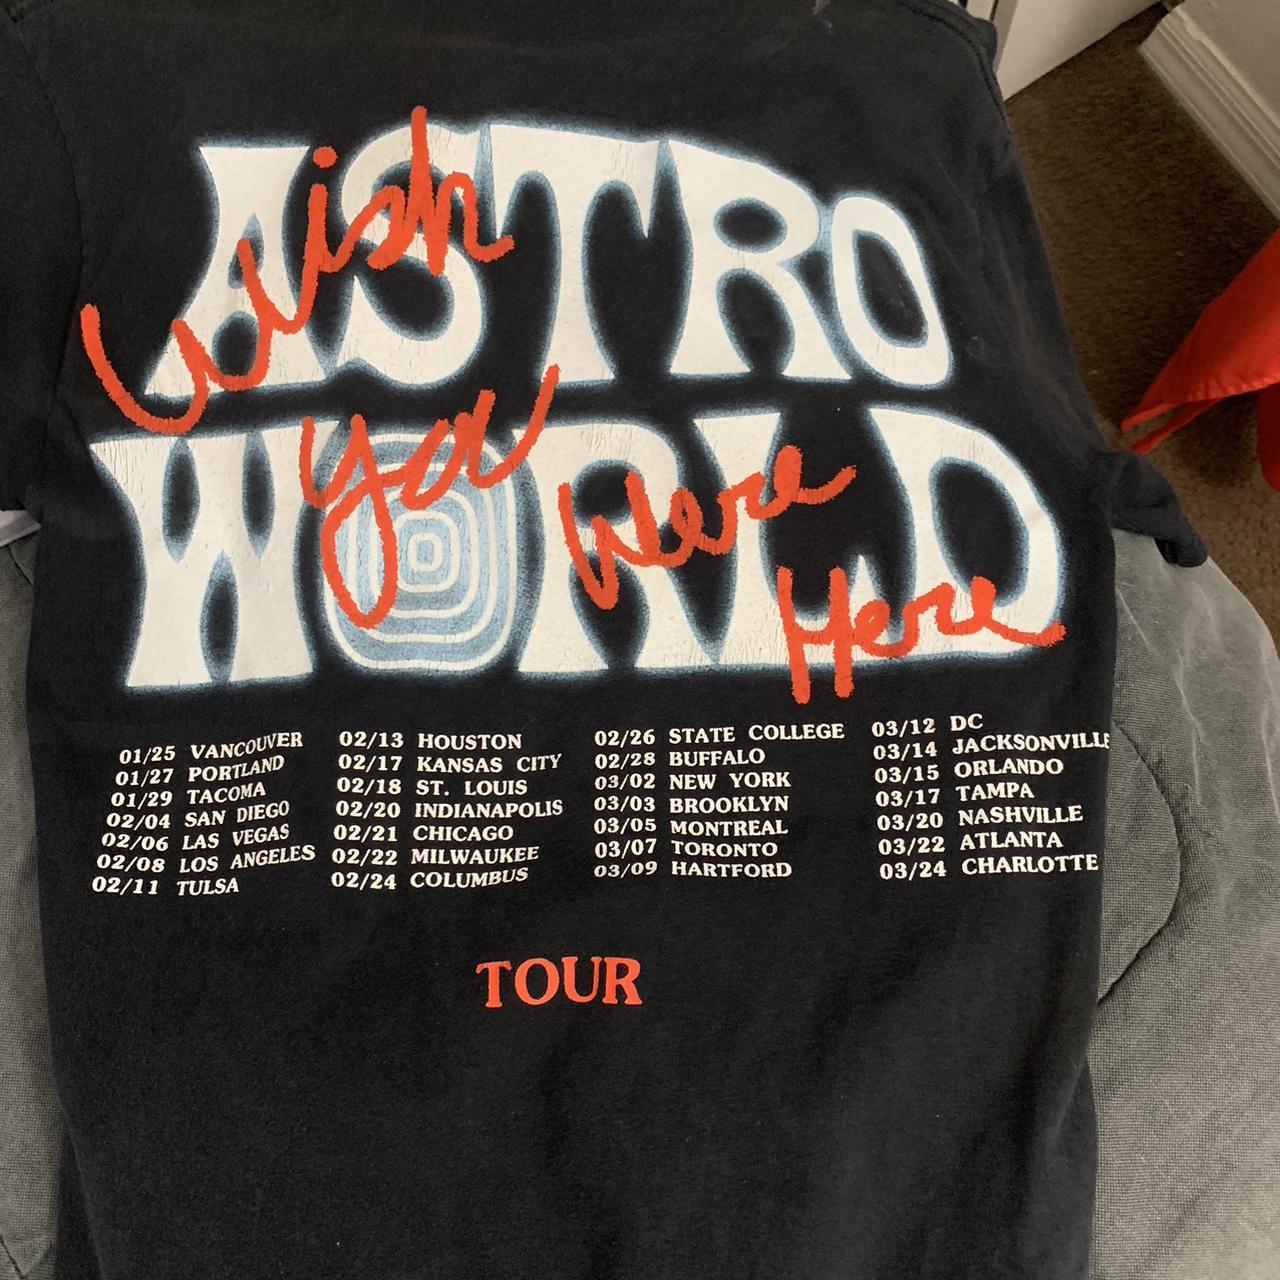 ASTRO
WORLD
Wish
ya
Were
Here
01/25 VANCOUVER
01/27 PORTLAND
01/29 TACOMA
02/04 SAN DIEGO
02/06 LAS VEGAS
02/08 LOS ANGELES
02/11 TULSA
02/13 HOUSTON
02/17 KANSAS CITY
02/18 ST. LOUIS
02/20 INDIANAPOLIS
02/21 CHICAGO
02/22 MILWAUKEE
02/24 COLUMBUS
02/26 STATE COLLEGE
02/28 BUFFALO
03/02 NEW YORK
03/03 BROOKLYN
03/05 MONTREAL
03/07 TORONTO
03/09 HARTFORD
03/12 DC
03/14 JACKSONVILLE
03/15 ORLANDO
03/17 TAMPA
03/20 NASHVILLE
03/22 ATLANTA
03/24 CHARLOTTE
TOUR